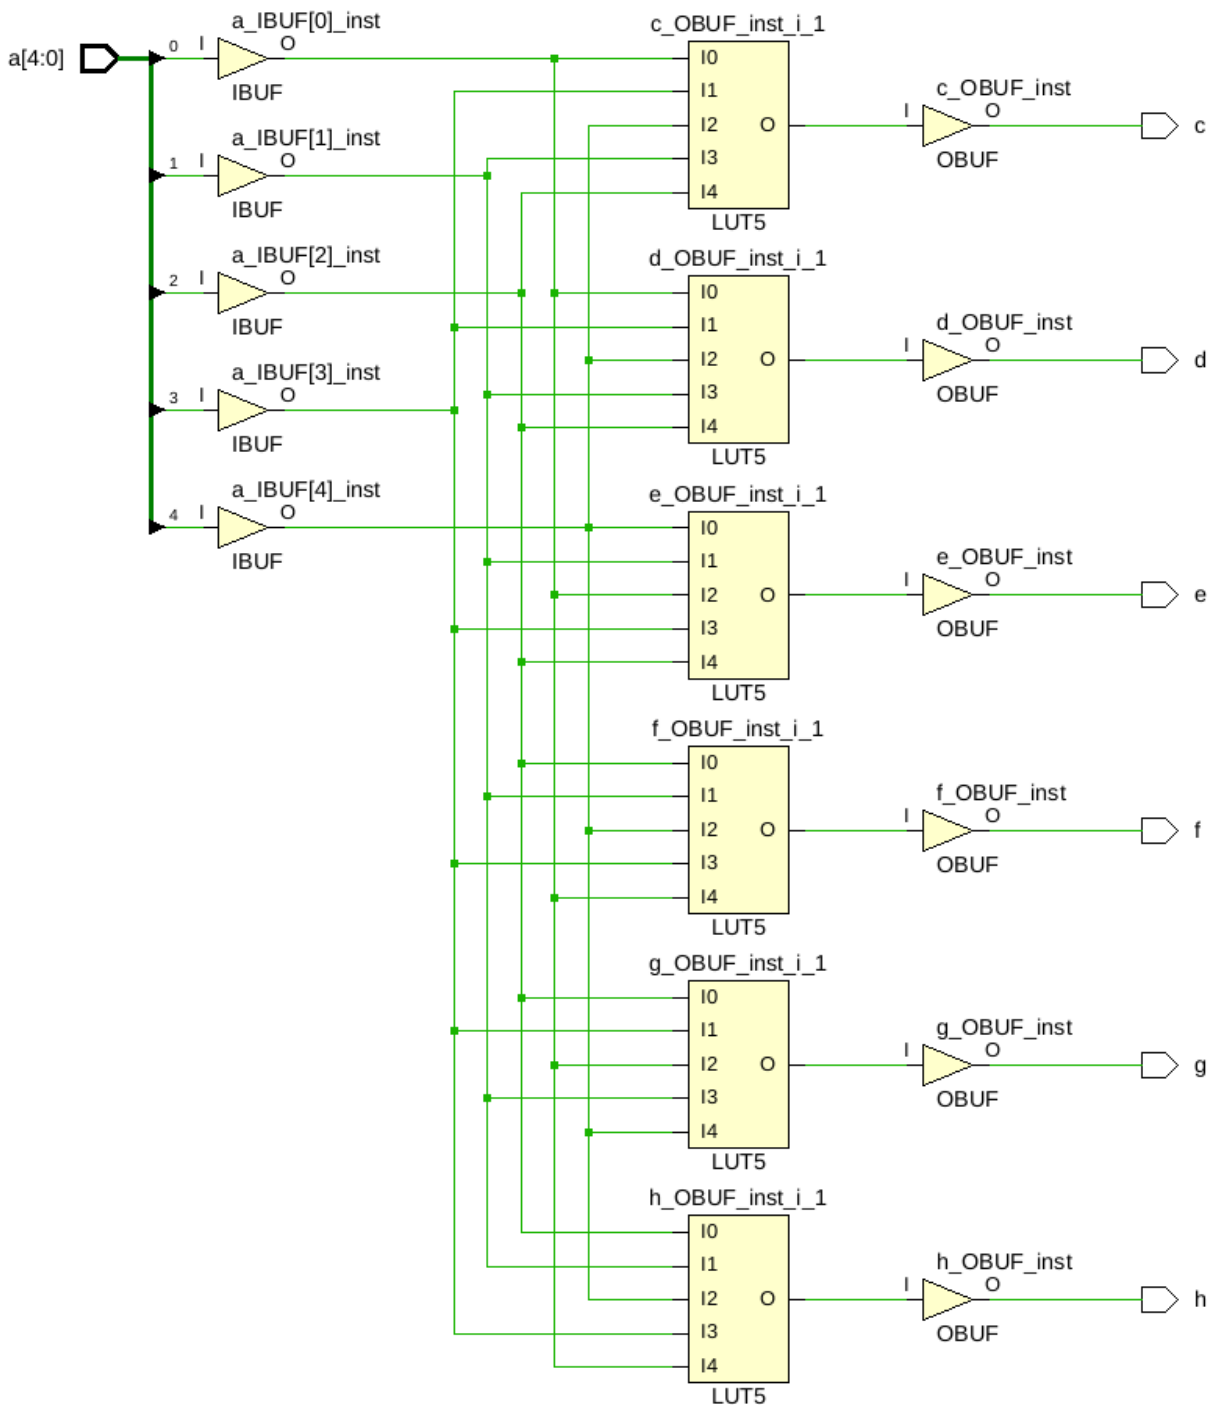 a[4:0]
0
I
a_IBUF[0]_inst
O
IBUF
1
I
a_IBUF[1]_inst
O
IBUF
2
I
a_IBUF[2]_inst
O
IBUF
3
I
a_IBUF[3]_inst
O
IBUF
4
I
a_IBUF[4]_inst
O
IBUF
c_OBUF_inst_i_1
I0
I1
I2
I3
I4
O
LUT5
c_OBUF_inst
I
O
OBUF
c
d_OBUF_inst_i_1
I0
I1
I2
I3
I4
O
LUT5
d_OBUF_inst
I
O
OBUF
d
e_OBUF_inst_i_1
I0
I1
I2
I3
I4
O
LUT5
e_OBUF_inst
I
O
OBUF
e
f_OBUF_inst_i_1
I0
I1
I2
I3
I4
O
LUT5
f_OBUF_inst
I
O
OBUF
f
g_OBUF_inst_i_1
I0
I1
I2
I3
I4
O
LUT5
g_OBUF_inst
I
O
OBUF
g
h_OBUF_inst_i_1
I0
I1
I2
I3
I4
O
LUT5
h_OBUF_inst
I
O
OBUF
h